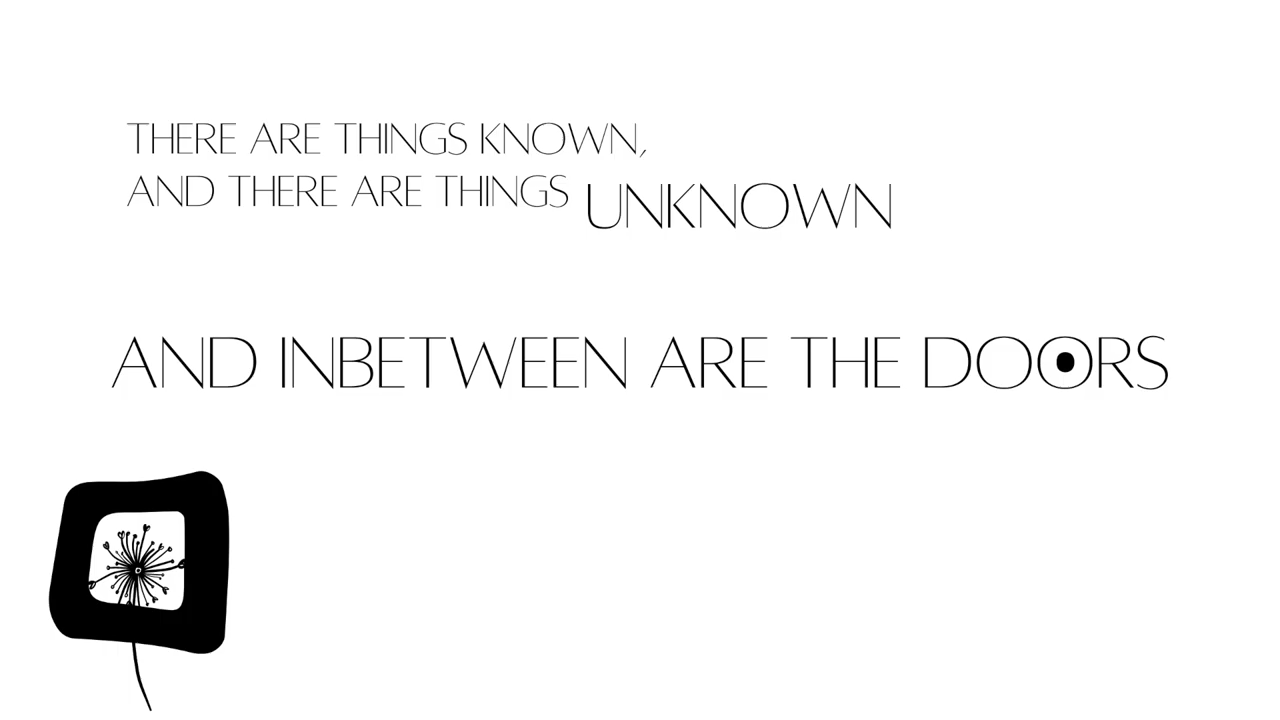 THERE ARE THINGS KNOWN,
AND THERE ARE THINGS UNKNOWN
AND INBETWEEN ARE THE DOORS